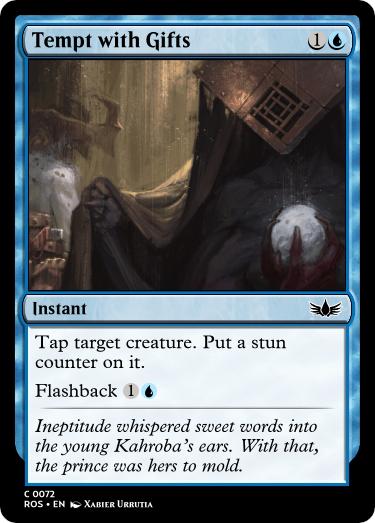 Tempt with Gifts 1
Instant
Tap target creature. Put a stun
counter on it.
Flashback 1
Ineptitude whispered sweet words into
the young Kahroba's ears. With that,
the prince was hers to mold.
C 0072
ROS • EN Xabier Urrutia